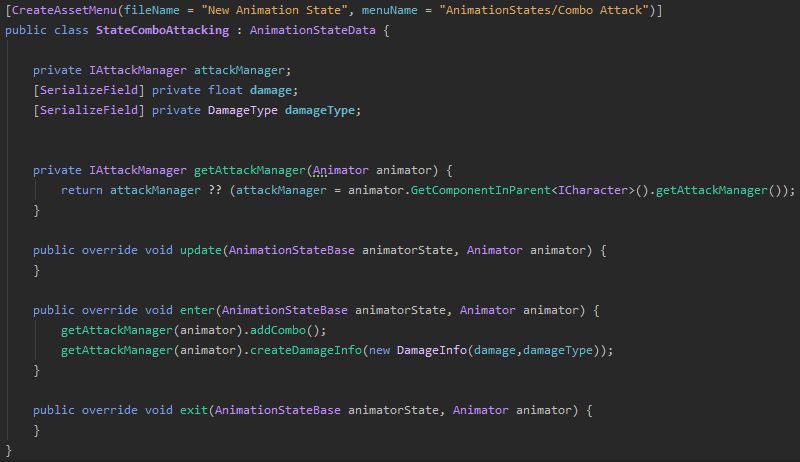 [CreateAssetMenu(fileName = "New Animation State", menuName = "AnimationStates/Combo Attack")]
public class StateComboAttacking : AnimationStateData {
private IAttackManager attackManager;
[SerializeField] private float damage;
[SerializeField] private DamageType damageType;
private IAttackManager getAttackManager(Animator animator) {
return attackManager ?? (attackManager = animator.GetComponentInParent<ICharacter>().getAttackManager());
}
public override void update(AnimationStateBase animatorState, Animator animator) {
}
public override void enter(AnimationStateBase animatorState, Animator animator) {
getAttackManager(animator).addCombo();
getAttackManager(animator).createDamageInfo(new DamageInfo(damage,damageType));
}
public override void exit(AnimationStateBase animatorState, Animator animator) {
}
}